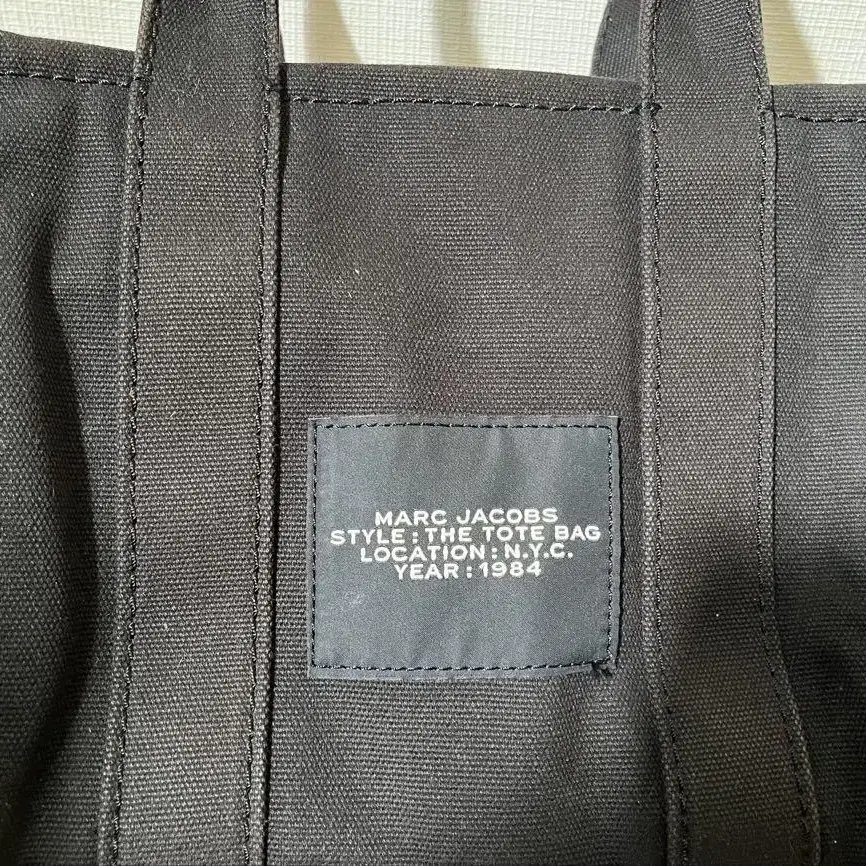 MARC JACOBS
STYLE : THE TOTE BAG
LOCATION : N.Y.C.
YEAR : 1984